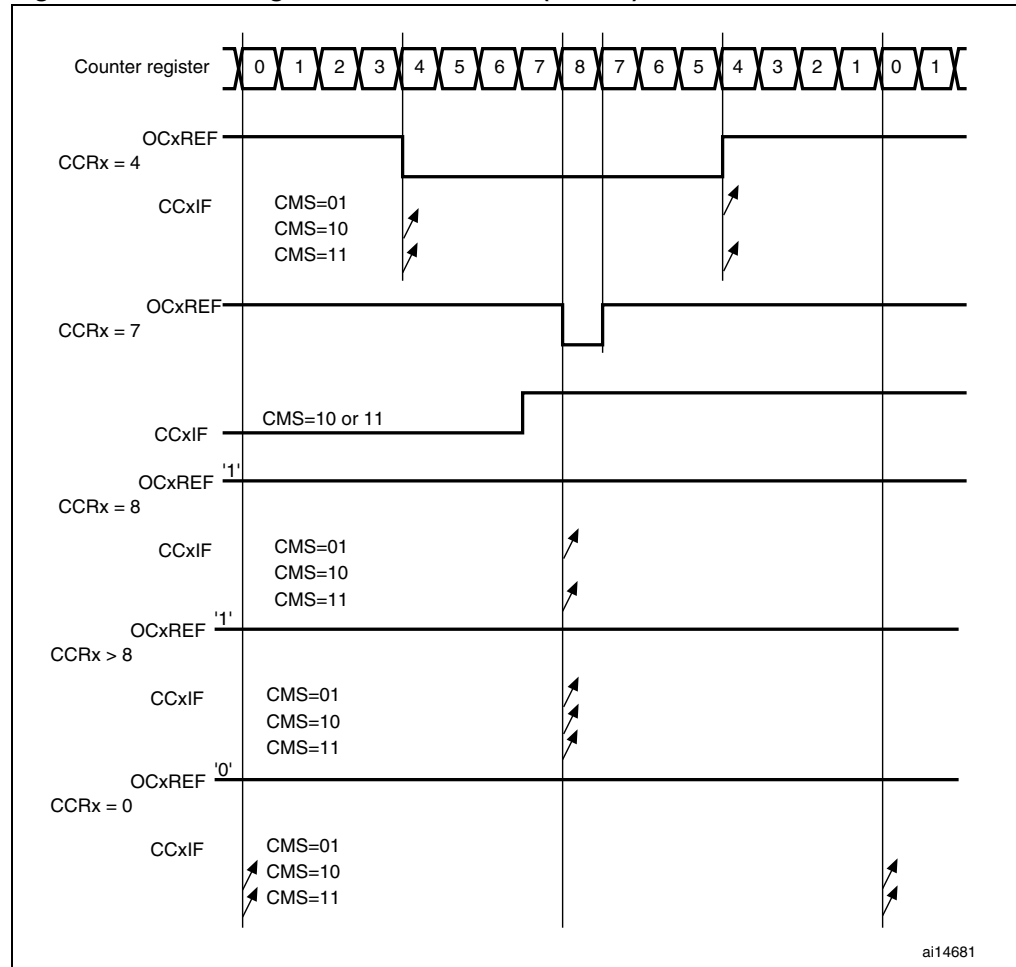 Counter register 0 1 2 3 4 5 6 7 8 7 6 5 4 3 2 1 0 1
OCxREF
CCRx = 4
CCxIF CMS=01
CMS=10
CMS=11
OCxREF
CCRx = 7
CMS=10 or 11
CCxIF
'1'
OCxREF
CCRx = 8
CCxIF CMS=01
CMS=10
CMS=11
'1'
OCxREF
CCRx > 8
CCxIF CMS=01
CMS=10
CMS=11
'0'
OCxREF
CCRx = 0
CCxIF CMS=01
CMS=10
CMS=11
ai14681